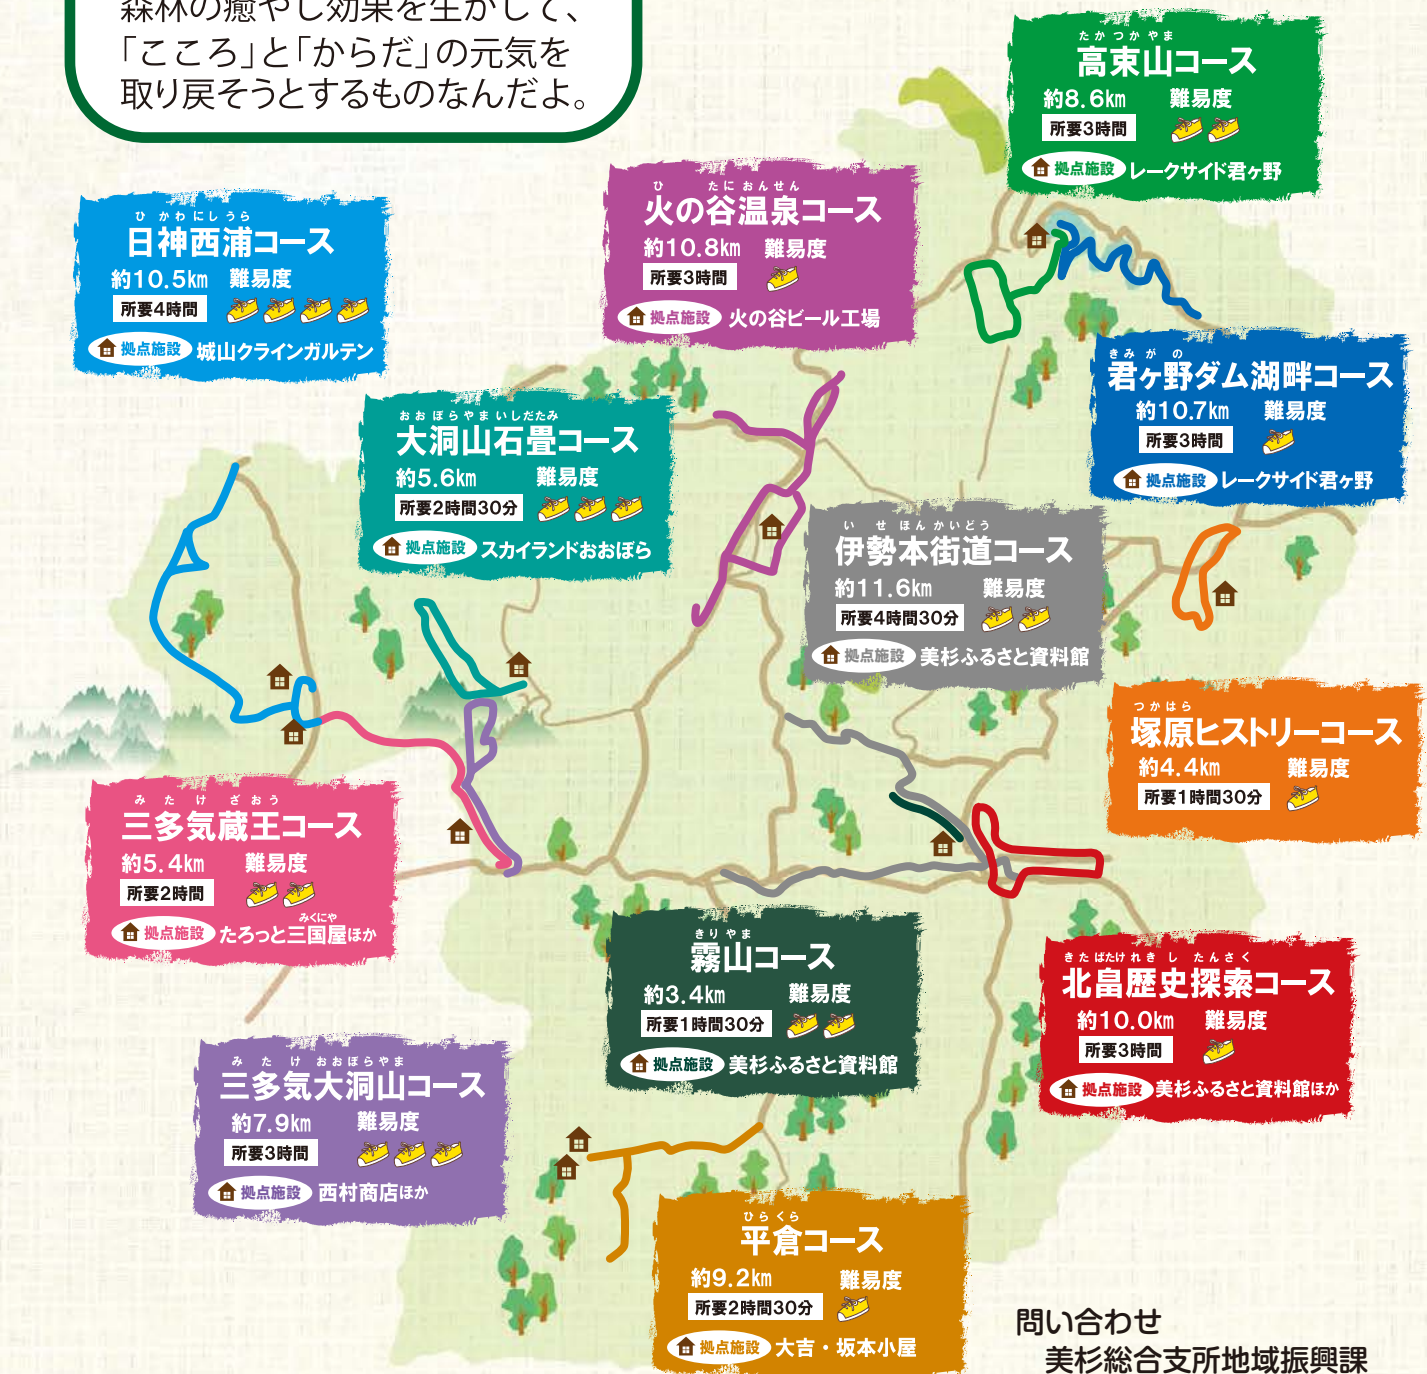 森林の癒やし効果を生かして、
「こころ」と「からだ」の元気を
取り戻そうとするものなんだよ。
たかつかやま
高束山コース
約8.6km 難易度
所要3時間
拠点施設 レークサイド君ヶ野
ひ たにおんせん
火の谷温泉コース
約10.8km 難易度
所要3時間
拠点施設 火の谷ビール工場
ひかわにしうら
日神西浦コース
約10.5km 難易度
所要4時間
拠点施設 城山クラインガルテン
きみがの
君ヶ野ダム湖畔コース
約10.7km 難易度
所要3時間
拠点施設 レークサイド君ヶ野
おおぼらやまいしだたみ
大洞山石畳コース
約5.6km 難易度
所要2時間30分
拠点施設 スカイランドおおぼら
いせほんかいどう
伊勢本街道コース
約11.6km 難易度
所要4時間30分
拠点施設 美杉ふるさと資料館
つかはら
塚原ヒストリーコース
約4.4km 難易度
所要1時間30分
みたけざおう
三多気蔵王コース
約5.4km 難易度
所要2時間
みくにや
拠点施設 たろっと三国屋ほか
きりやま
霧山コース
約3.4km 難易度
所要1時間30分
拠点施設 美杉ふるさと資料館
きたばたけれきしたんさく
北畠歴史探索コース
約10.0km 難易度
所要3時間
拠点施設 美杉ふるさと資料館ほか
みたけおおぼらやま
三多気大洞山コース
約7.9km 難易度
所要3時間
拠点施設 西村商店ほか
ひらくら
平倉コース
約9.2km 難易度
所要2時間30分
拠点施設 大吉・坂本小屋
問い合わせ
美杉総合支所地域振興課